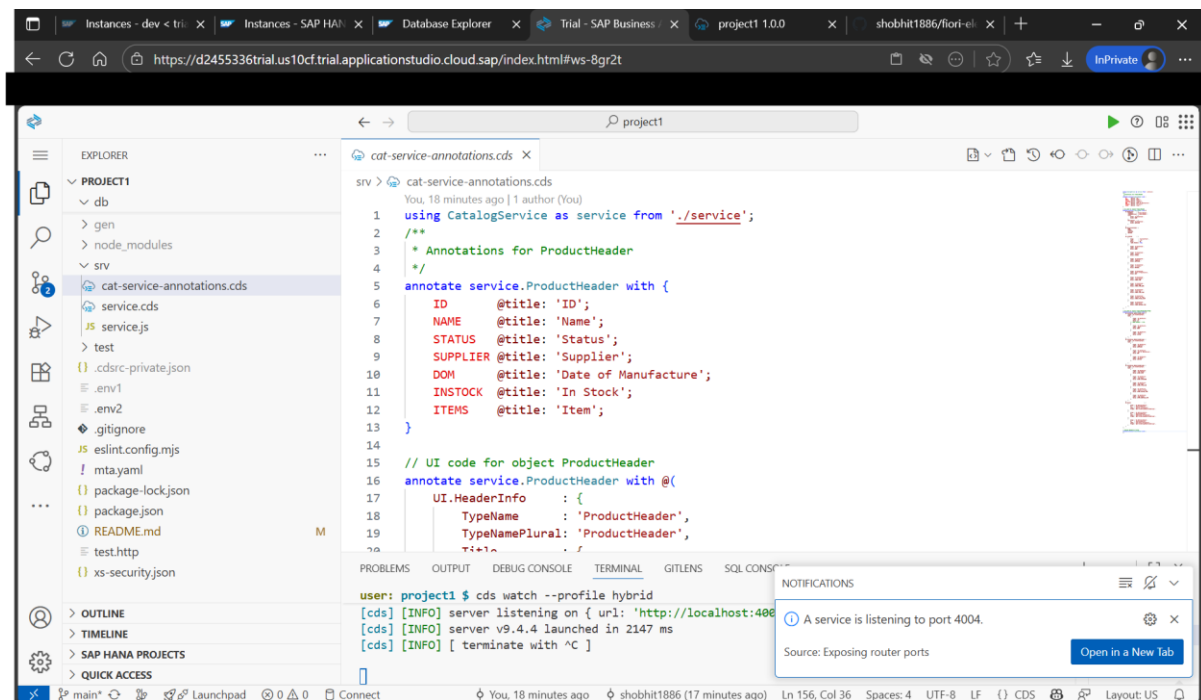 Instances - dev < tri
Instances - SAP HAN
Database Explorer
Trial - SAP Business A
project1 1.0.0
shobhit1886/fiori-el
https://d2455336trial.us10cf.trial.applicationstudio.cloud.sap/index.html#ws-8gr2t
InPrivate
project1
EXPLORER
PROJECT1
db
gen
node_modules
srv
cat-service-annotations.cds
service.cds
JS service.js
test
{} .cdsrc-private.json
.env1
.env2
.gitignore
JS eslint.config.mjs
! mta.yaml
{} package-lock.json
{} package.json
README.md M
test.http
{} xs-security.json
OUTLINE
TIMELINE
SAP HANA PROJECTS
QUICK ACCESS
2
cat-service-annotations.cds
srv > cat-service-annotations.cds
You, 18 minutes ago | 1 author (You)
1 using CatalogService as service from './service';
2 /**
3 * Annotations for ProductHeader
4 */
5 annotate service.ProductHeader with {
6 ID @title: 'ID';
7 NAME @title: 'Name';
8 STATUS @title: 'Status';
9 SUPPLIER @title: 'Supplier';
10 DOM @title: 'Date of Manufacture';
11 INSTOCK @title: 'In Stock';
12 ITEMS @title: 'Item';
13 }
14
15 // UI code for object ProductHeader
16 annotate service.ProductHeader with @(
17 UI.HeaderInfo : {
18 TypeName : 'ProductHeader',
19 TypeNamePlural: 'ProductHeader',
20 Title : {
PROBLEMS OUTPUT DEBUG CONSOLE TERMINAL GITLENS SQL CONSO
user: project1 $ cds watch --profile hybrid
[cds] [INFO] server listening on { url: 'http://localhost:400
[cds] [INFO] server v9.4.4 launched in 2147 ms
[cds] [INFO] [ terminate with ^C ]
NOTIFICATIONS
A service is listening to port 4004.
Source: Exposing router ports
Open in a New Tab
main* Launchpad 0 0 Connect You, 18 minutes ago shobhit1886 (17 minutes ago) Ln 156, Col 36 Spaces: 4 UTF-8 LF {} CDS Layout: US